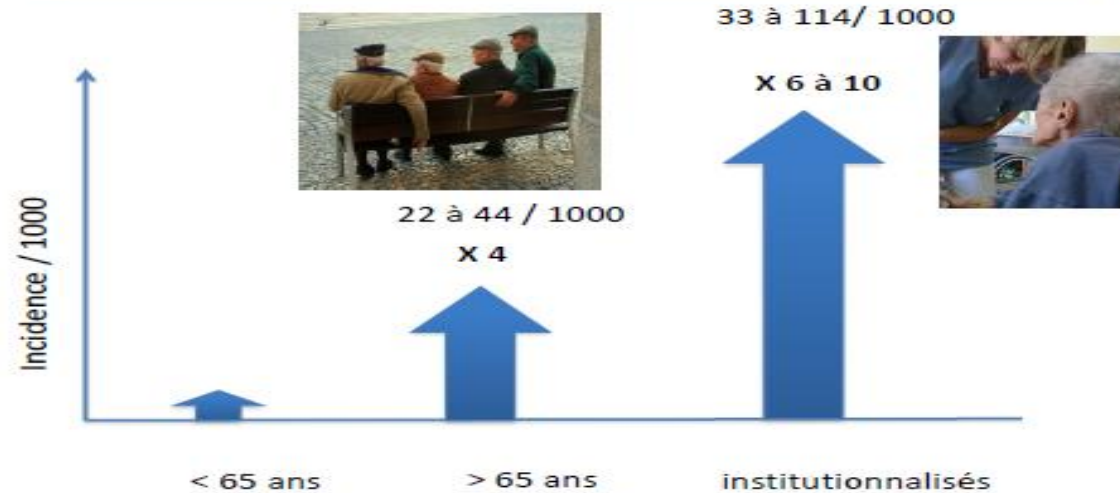 33 à 114/ 1000
X 6 à 10
22 à 44 / 1000
X 4
Incidence / 1000
< 65 ans
> 65 ans
institutionnalisés